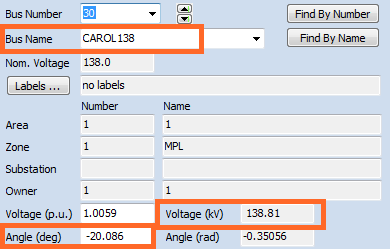 Bus Number 30 Find By Number
Bus Name CAROL138 Find By Name
Nom. Voltage 138.0
Labels ... no labels
Number Name
Area 1 1
Zone 1 MPL
Substation
Owner 1 1
Voltage (p.u.) 1.0059 Voltage (kV) 138.81
Angle (deg) -20.086 Angle (rad) -0.35056